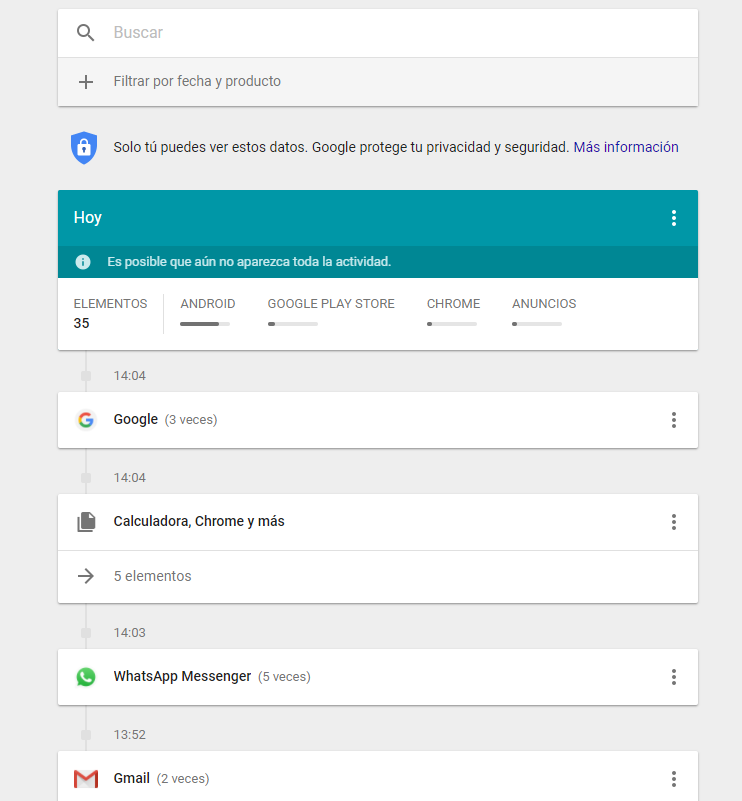 Buscar
Filtrar por fecha y producto
Solo tú puedes ver estos datos. Google protege tu privacidad y seguridad. Más información
Hoy
Es posible que aún no aparezca toda la actividad.
ELEMENTOS ANDROID GOOGLE PLAY STORE CHROME ANUNCIOS
35
14:04
Google (3 veces)
14:04
Calculadora, Chrome y más
5 elementos
14:03
WhatsApp Messenger (5 veces)
13:52
Gmail (2 veces)